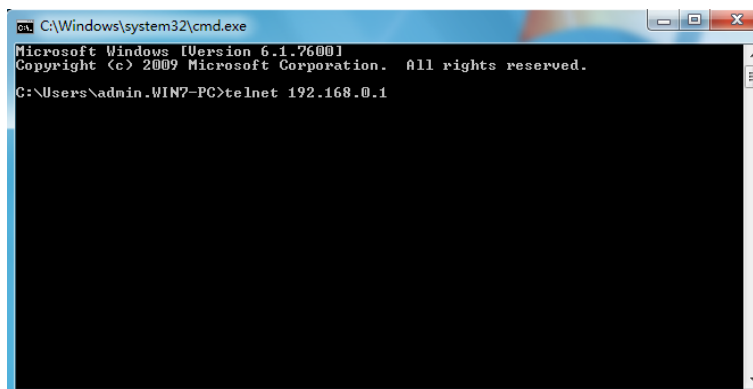 C:\Windows\system32\cmd.exe
Microsoft Windows [Version 6.1.7600]
Copyright (c) 2009 Microsoft Corporation.  All rights reserved.
C:\Users\admin.WIN7-PC>telnet 192.168.0.1